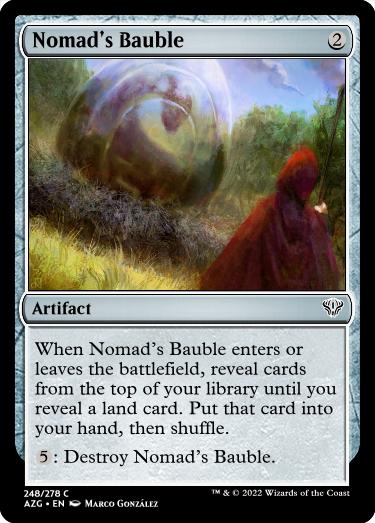 Nomad's Bauble 2
Artifact
When Nomad's Bauble enters or
leaves the battlefield, reveal cards
from the top of your library until you
reveal a land card. Put that card into
your hand, then shuffle.
5 : Destroy Nomad's Bauble.
248/278 C
™ & © 2022 Wizards of the Coast
AZG • EN Marco González